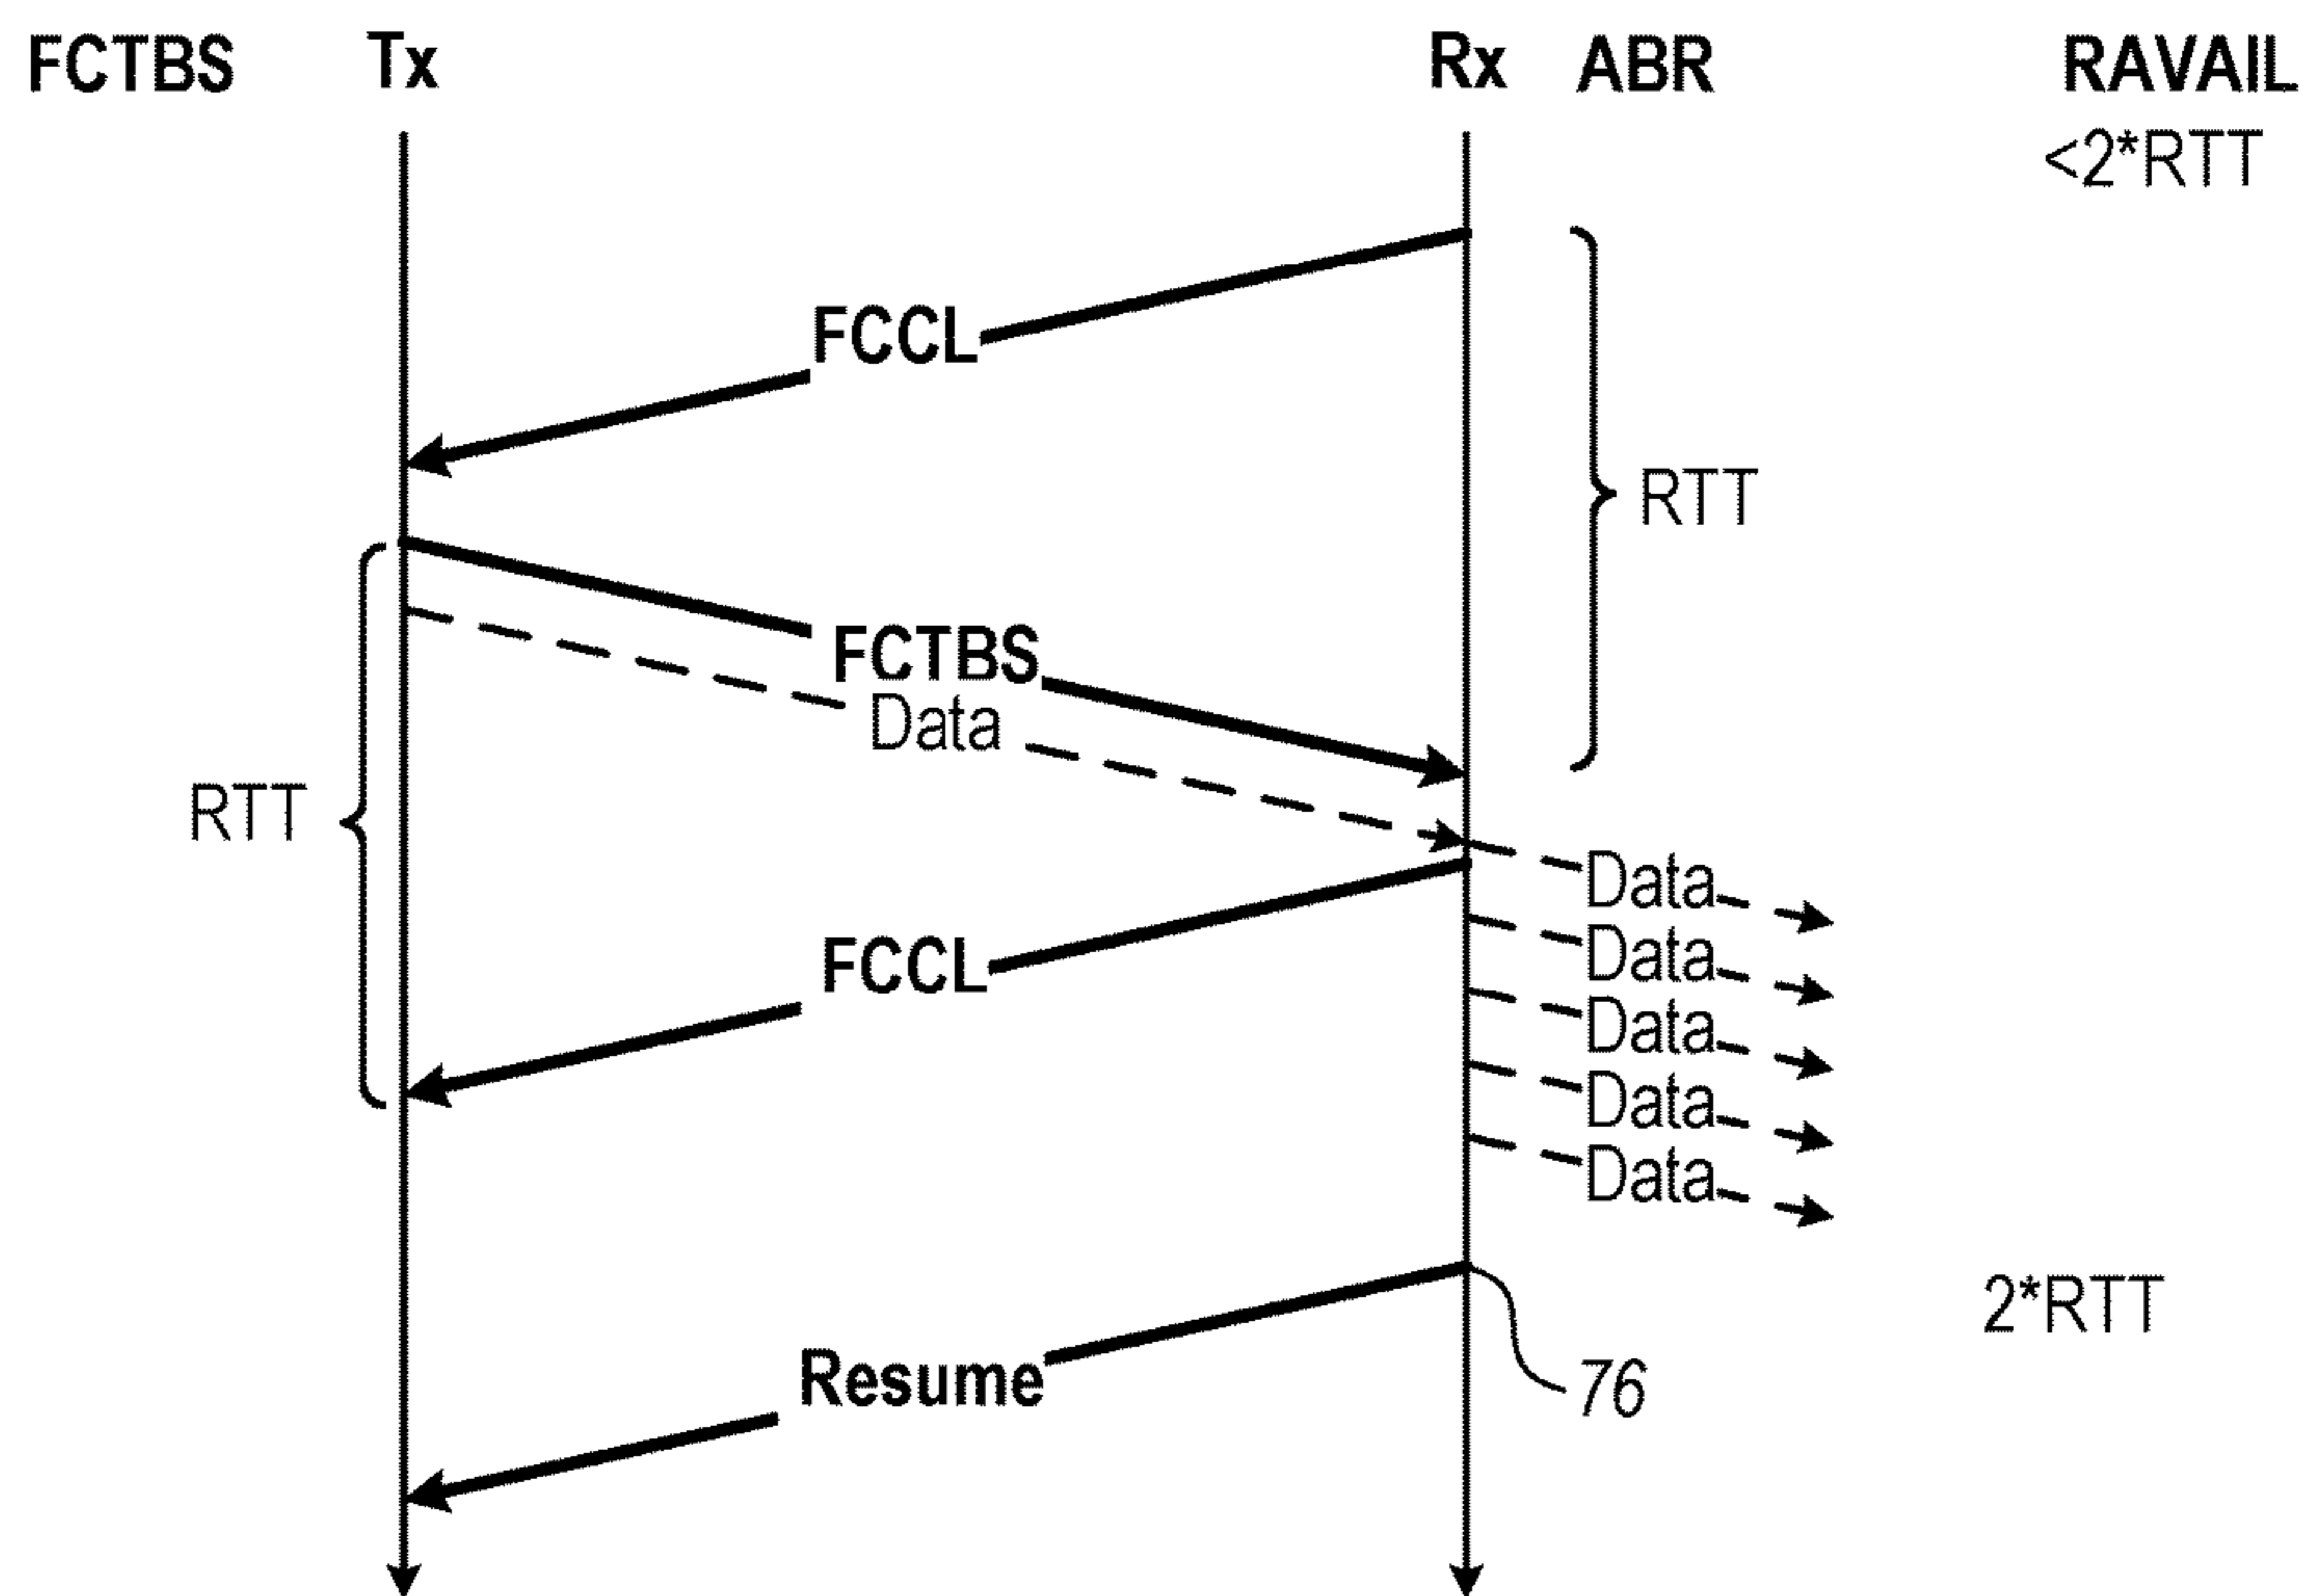 FCTBS Tx Rx ABR RAVAIL
<2*RTT
FCCL
RTT
FCTBS
Data
RTT
Data
Data
FCCL
Data
Data
Data
2*RTT
Resume
76